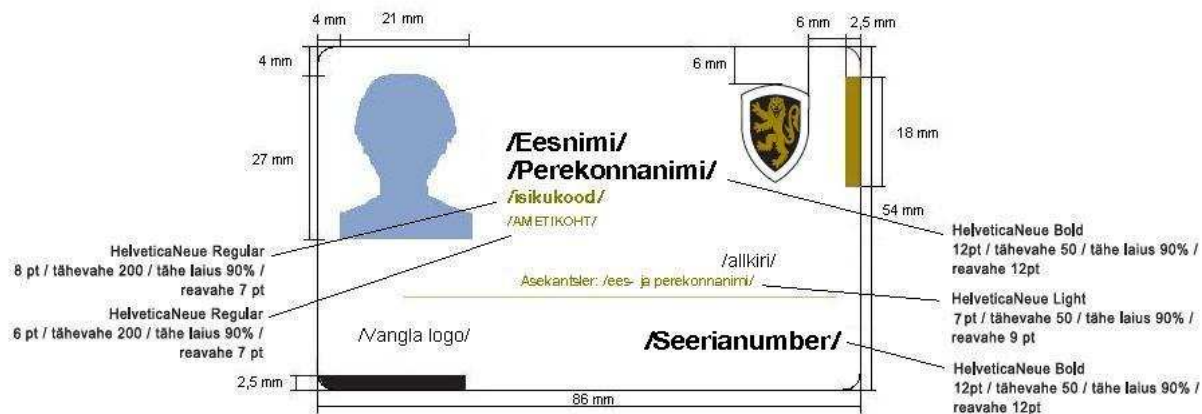 4 mm
21 mm
6 mm
2,5 mm
4 mm
6 mm
27 mm
18 mm
54 mm
/Eesnimi/
/Perekonnanimi/
/isikukood/
/AMETIKOHT/
HelveticaNeue Regular
8 pt / tähevahe 200 / tähe laius 90% /
reavahe 7 pt
HelveticaNeue Regular
6 pt / tähevahe 200 / tähe laius 90% /
reavahe 7 pt
HelveticaNeue Bold
12pt / tähevahe 50 / tähe laius 90% /
reavahe 12pt
/allkiri/
Asekantsler: /ees- ja perekonnanimi/
HelveticaNeue Light
7pt / tähevahe 50 / tähe laius 90% /
reavahe 9 pt
/Vangla logo/
/Seerianumber/
HelveticaNeue Bold
12pt / tähevahe 50 / tähe laius 90% /
reavahe 12pt
2,5 mm
86 mm